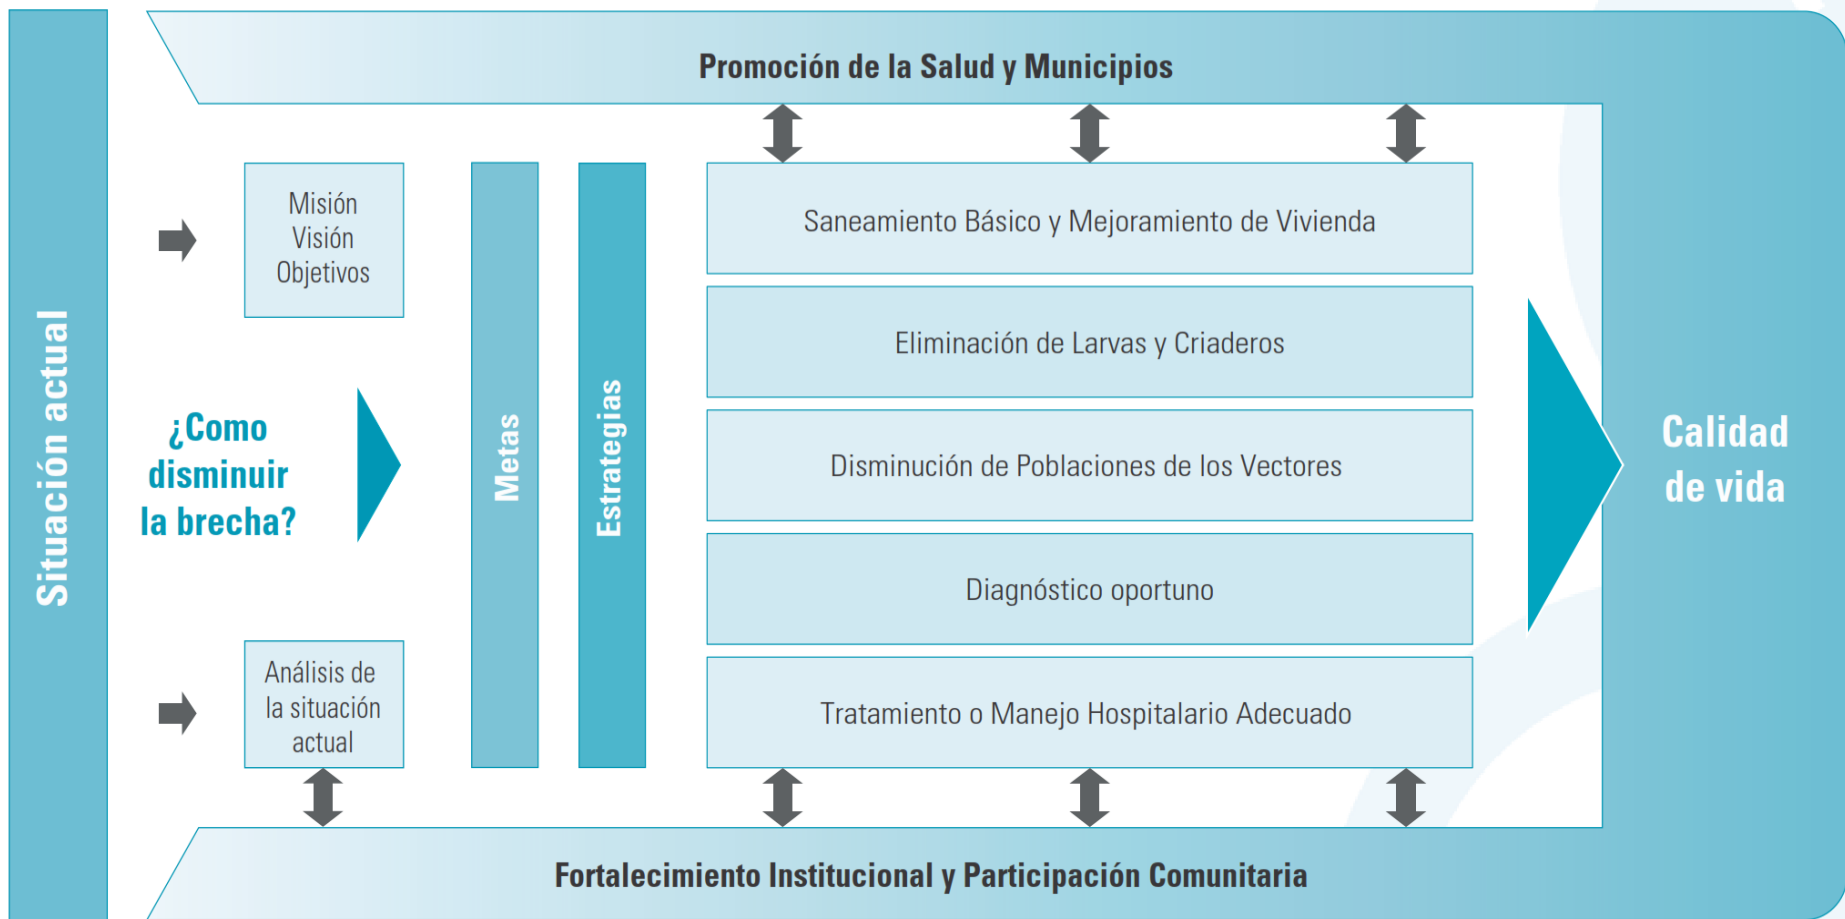 Situación actual
Promoción de la Salud y Municipios
Misión
Visión
Objetivos
¿Como
disminuir
la brecha?
Análisis de
la situación
actual
Metas
Estrategias
Saneamiento Básico y Mejoramiento de Vivienda
Eliminación de Larvas y Criaderos
Disminución de Poblaciones de los Vectores
Diagnóstico oportuno
Tratamiento o Manejo Hospitalario Adecuado
Calidad
de vida
Fortalecimiento Institucional y Participación Comunitaria